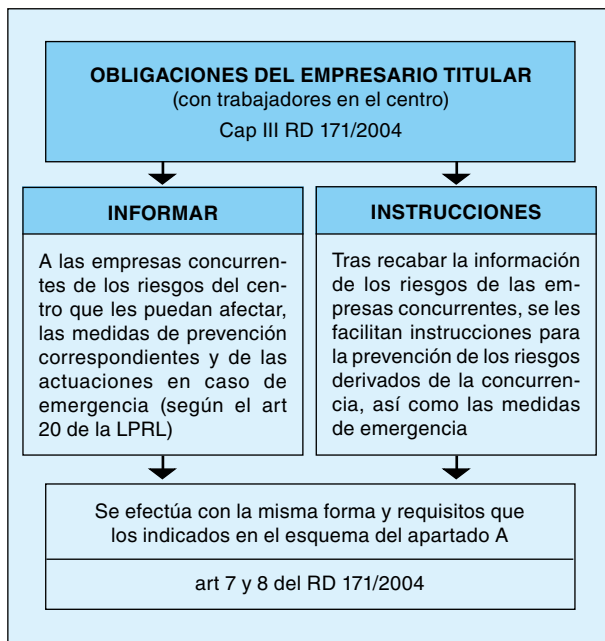 OBLIGACIONES DEL EMPRESARIO TITULAR
(con trabajadores en el centro)
Cap III RD 171/2004
INFORMAR
A las empresas concurren-
tes de los riesgos del cen-
tro que les puedan afectar,
las medidas de prevención
correspondientes y de las
actuaciones en caso de
emergencia (según el art
20 de la LPRL)
INSTRUCCIONES
Tras recabar la información
de los riesgos de las em-
presas concurrentes, se les
facilitan instrucciones para
la prevención de los riesgos
derivados de la concurren-
cia, así como las medidas
de emergencia
Se efectúa con la misma forma y requisitos que
los indicados en el esquema del apartado A
art 7 y 8 del RD 171/2004